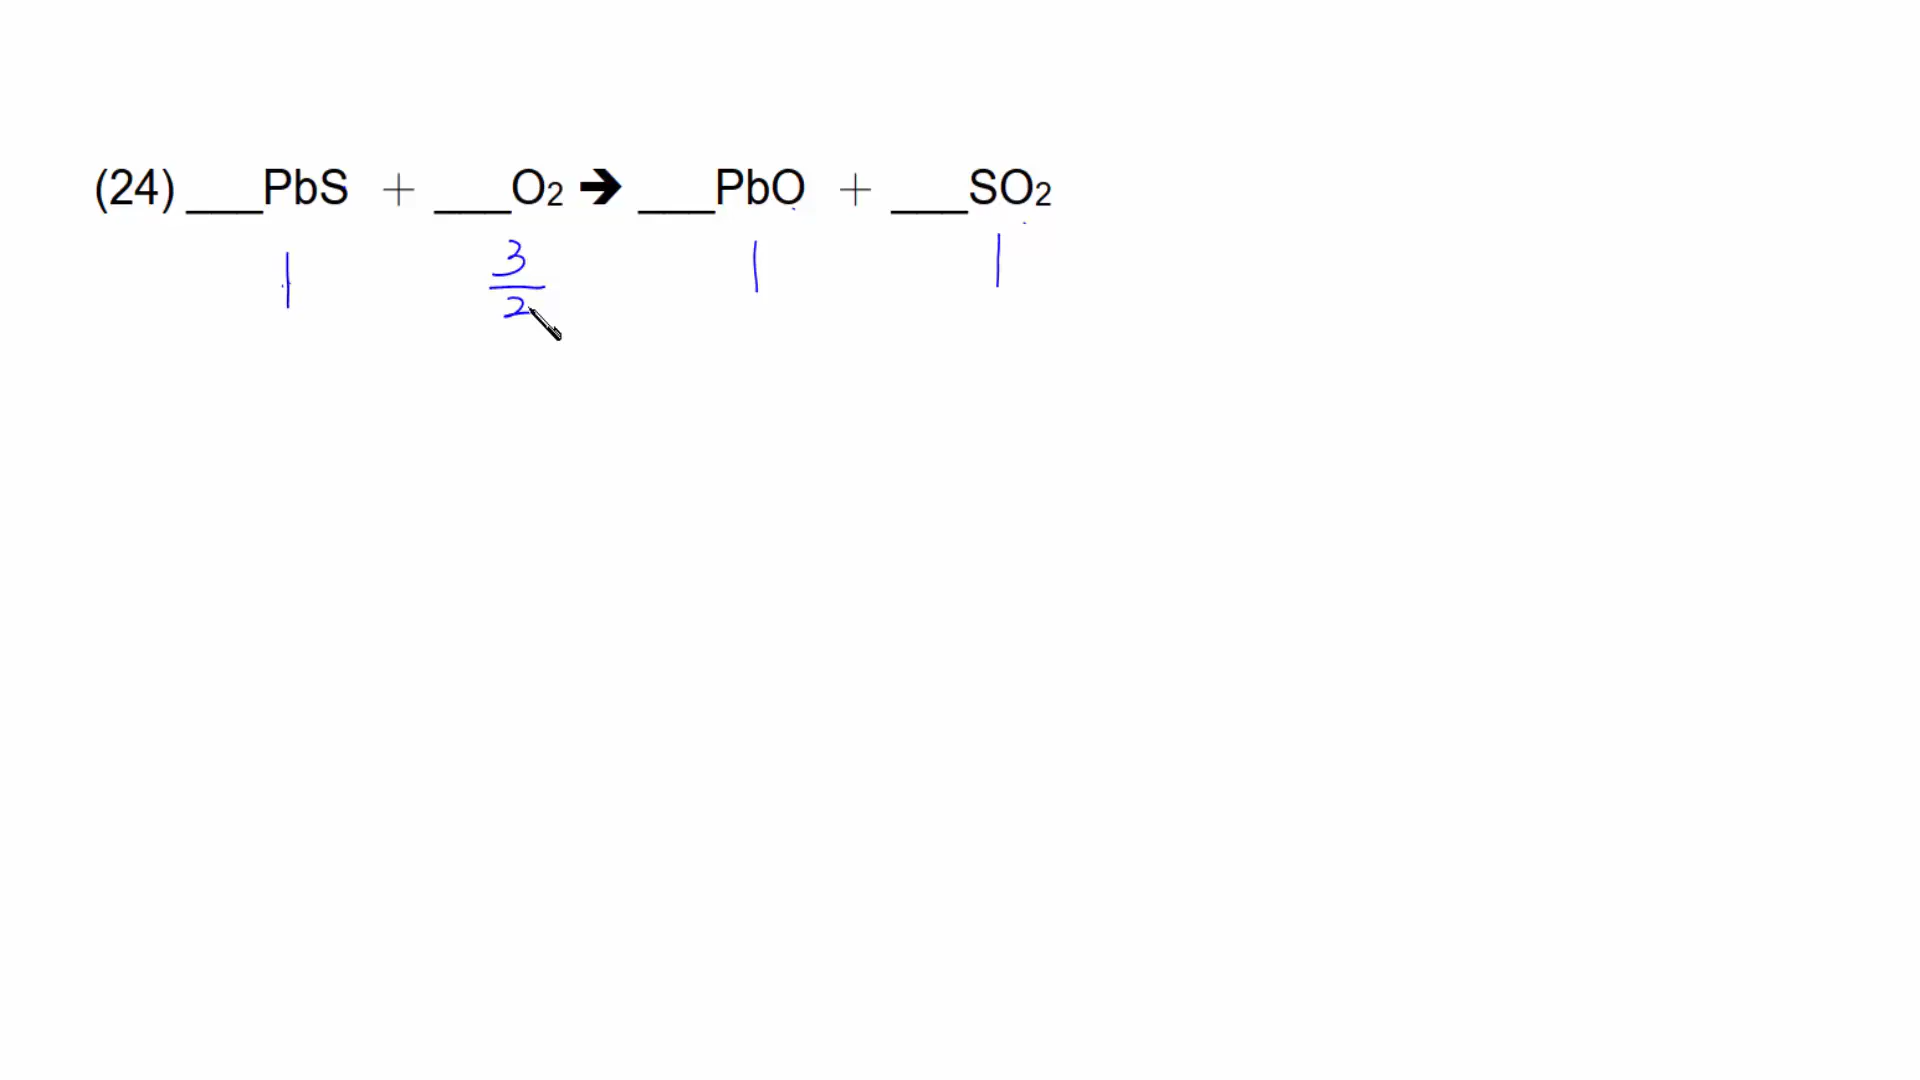 (24) ___PbS + ___O2 ➔ ___PbO + ___SO2
1 3/2 1 1